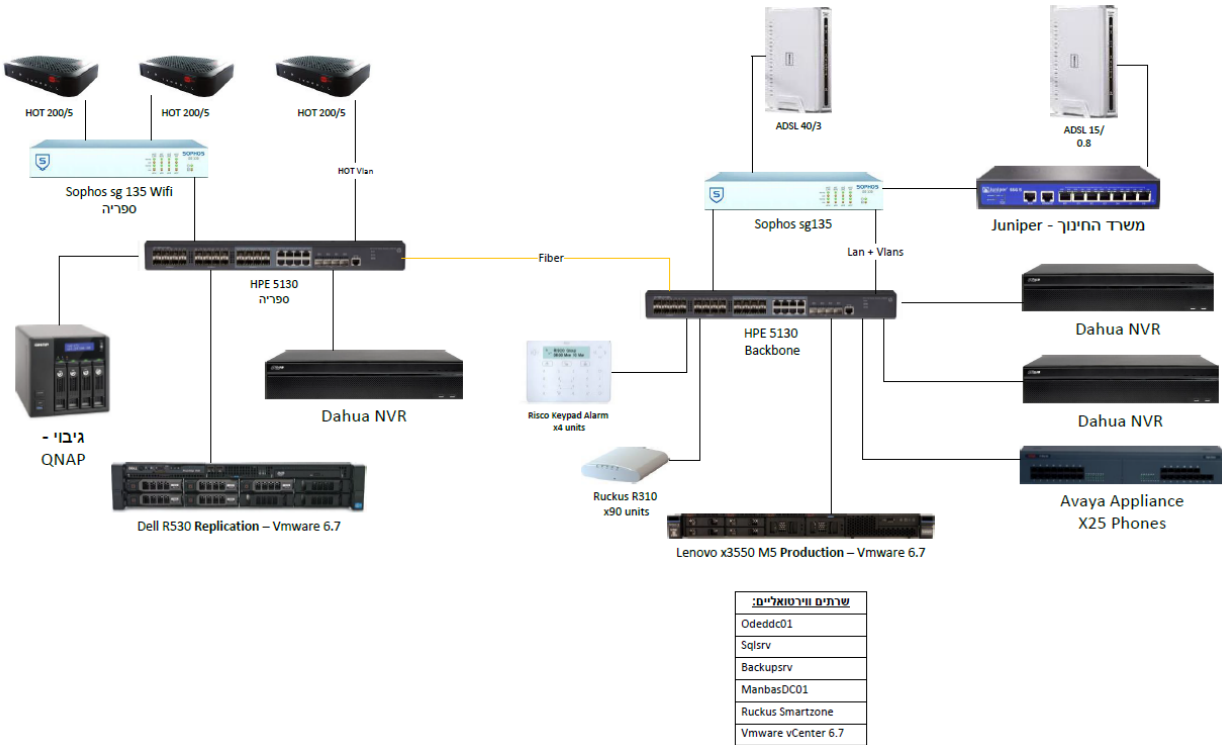 HOT 200/5
HOT 200/5
HOT 200/5
ADSL 40/3
ADSL 15/
0.8
SOPHOS
Sophos sg 135 Wifi
ספריה
HOT Vlan
SOPHOS
Sophos sg135
Juniper
משרד החינוך - Juniper
Lan + Vlans
Fiber
HPE 5130
ספריה
HPE 5130
Backbone
Dahua NVR
Dahua NVR
Dahua NVR
Risco Keypad Alarm
x4 units
גיבוי -
QNAP
Ruckus R310
x90 units
Avaya Appliance
X25 Phones
Dell R530 Replication – Vmware 6.7
Lenovo x3550 M5 Production – Vmware 6.7
שרתים ווירטואליים:
Odeddc01
Sqlsrv
Backupsrv
ManbasDC01
Ruckus Smartzone
Vmware vCenter 6.7